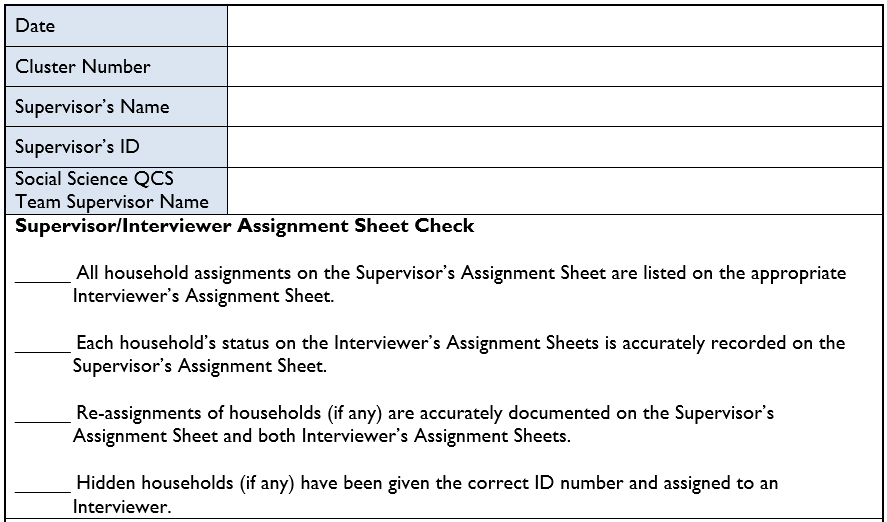 Date
Cluster Number
Supervisor’s Name
Supervisor’s ID
Social Science QCS
Team Supervisor Name
Supervisor/Interviewer Assignment Sheet Check
______ All household assignments on the Supervisor’s Assignment Sheet are listed on the appropriate
Interviewer’s Assignment Sheet.
______ Each household’s status on the Interviewer’s Assignment Sheets is accurately recorded on the
Supervisor’s Assignment Sheet.
______ Re-assignments of households (if any) are accurately documented on the Supervisor’s
Assignment Sheet and both Interviewer’s Assignment Sheets.
______ Hidden households (if any) have been given the correct ID number and assigned to an
Interviewer.